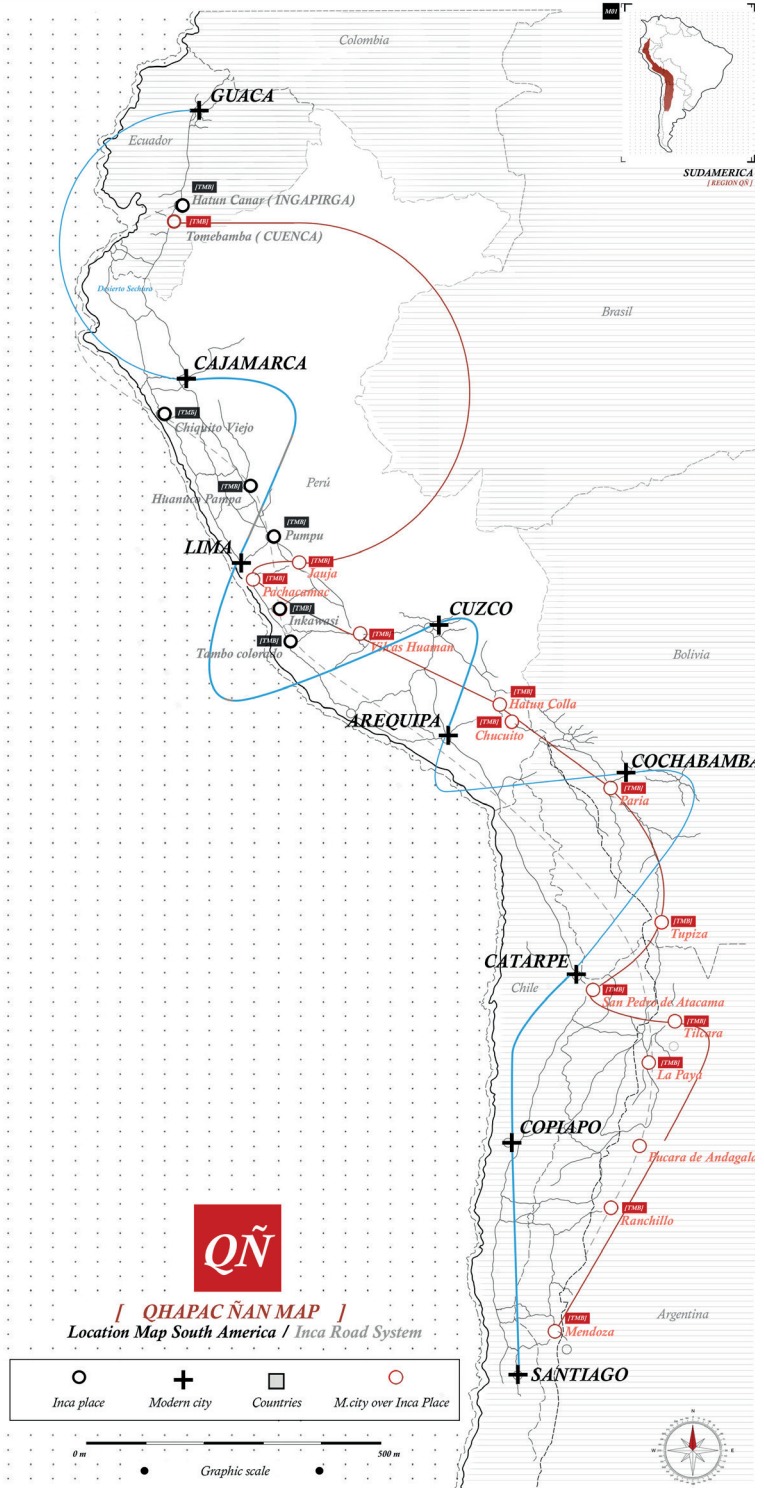 M01
Colombia
GUACA
Ecuador
SUDAMERICA
[ REGION QÑ ]
[TMB]
Hatun Canar ( INGAPIRGA)
[TMB]
Tomebamba ( CUENCA)
Desierto Sechura
Brasil
CAJAMARCA
[TMB]
Chiquito Viejo
[TMB]
Huanuco Pampa
Perú
[TMB]
Pumpu
LIMA
[TMB]
Jauja
[TMB]
Pachacamac
[TMB]
Inkawasi
CUZCO
[TMB]
Vilcas Huaman
[TMB]
Tambo colorado
Bolivia
[TMB]
Hatun Colla
[TMB]
Chucuito
AREQUIPA
COCHABAMBA
[TMB]
Paria
[TMB]
Tupiza
CATARPE
Chile
[TMB]
San Pedro de Atacama
[TMB]
Tilcara
[TMB]
La Paya
COPIAPO
Pucara de Andagala
[TMB]
Ranchillo
QÑ
[ QHAPAC ÑAN MAP ]
Location Map South America / Inca Road System
Argentina
[TMB]
Mendoza
SANTIAGO
Inca place
Modern city
Countries
M.city over Inca Place
0 m
500 m
Graphic scale
N
W
E
S